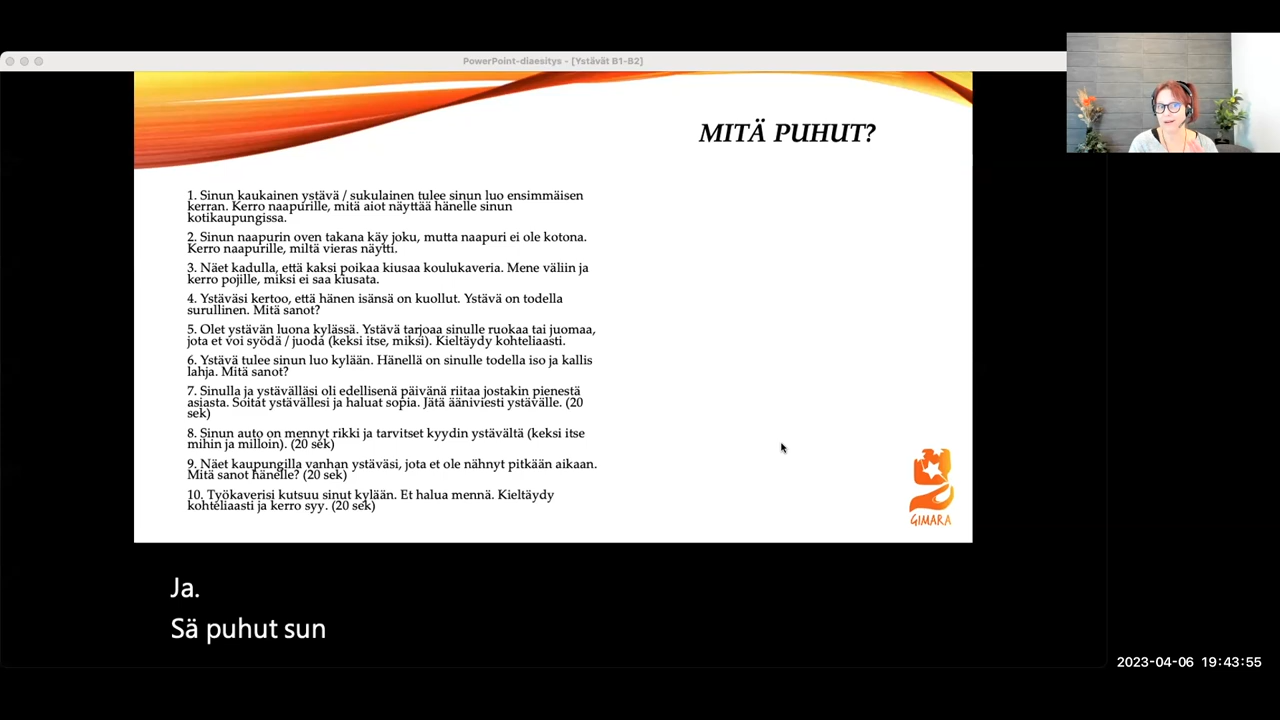 PowerPoint-diaesitys - [Ystävät B1-B2]
MITÄ PUHUT?
1. Sinun kaukainen ystävä / sukulainen tulee sinun luo ensimmäisen
kerran. Kerro naapurille, mitä aiot näyttää hänelle sinun
kotikaupungissa.
2. Sinun naapurin oven takana käy joku, mutta naapuri ei ole kotona.
Kerro naapurille, miltä vieras näytti.
3. Näet kadulla, että kaksi poikaa kiusaa koulukaveria. Mene väliin ja
kerro pojille, miksi ei saa kiusata.
4. Ystäväsi kertoo, että hänen isänsä on kuollut. Ystävä on todella
surullinen. Mitä sanot?
5. Olet ystävän luona kylässä. Ystävä tarjoaa sinulle ruokaa tai juomaa,
jota et voi syödä / juoda (keksi itse, miksi). Kieltäydy kohteliaasti.
6. Ystävä tulee sinun luo kylään. Hänellä on sinulle todella iso ja kallis
lahja. Mitä sanot?
7. Sinulla ja ystävälläsi oli edellisenä päivänä riitaa jostakin pienestä
asiasta. Soitat ystävällesi ja haluat sopia. Jätä ääniviesti ystävälle. (20
sek)
8. Sinun auto on mennyt rikki ja tarvitset kyydin ystävältä (keksi itse
mihin ja milloin). (20 sek)
9. Näet kaupungilla vanhan ystäväsi, jota et ole nähnyt pitkään aikaan.
Mitä sanot hänelle? (20 sek)
10. Työkaverisi kutsuu sinut kylään. Et halua mennä. Kieltäydy
kohteliaasti ja kerro syy. (20 sek)
GIMARA
Ja.
Sä puhut sun
2023-04-06 19:43:55